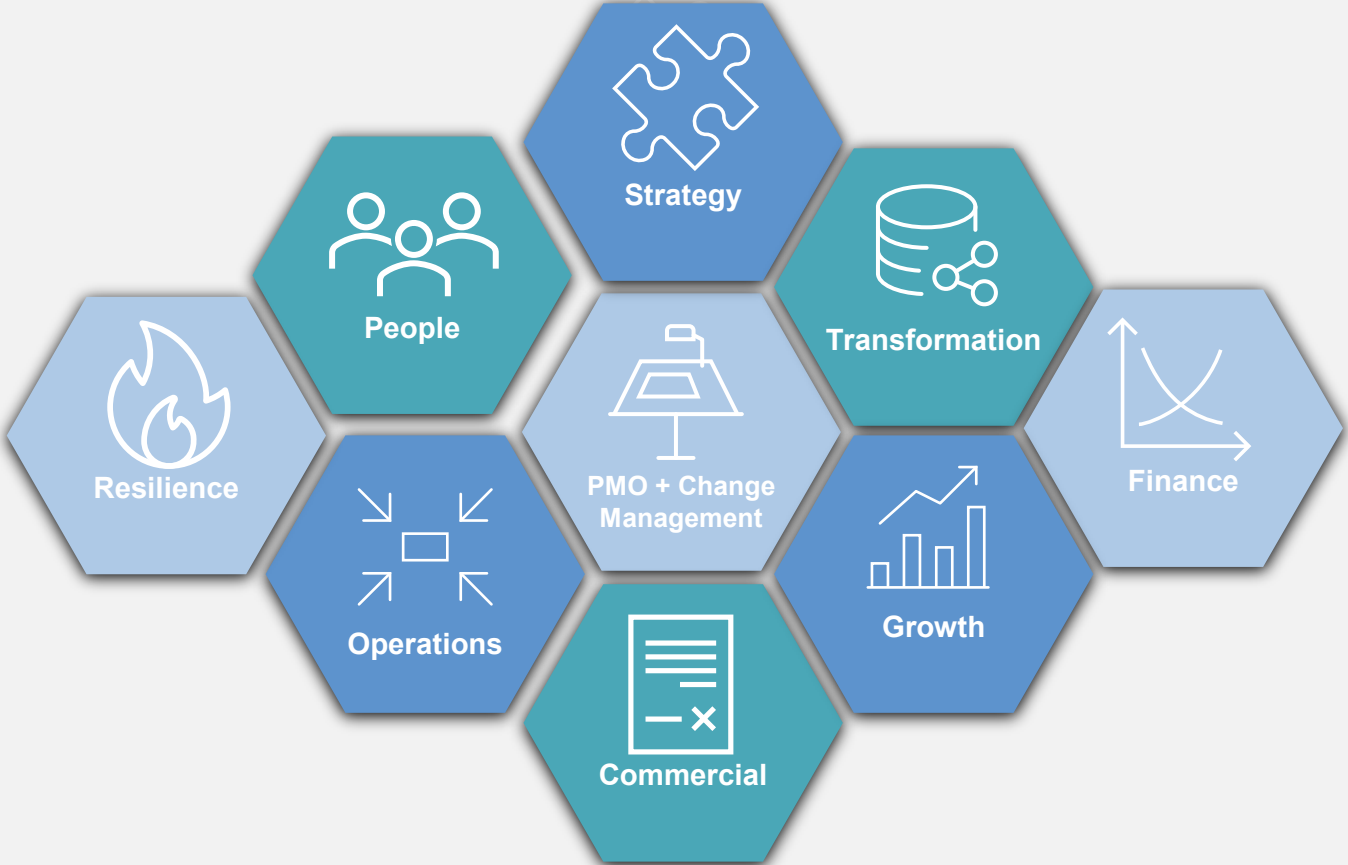 Strategy
People
Transformation
Resilience
PMO + Change
Management
Finance
Operations
Growth
Commercial